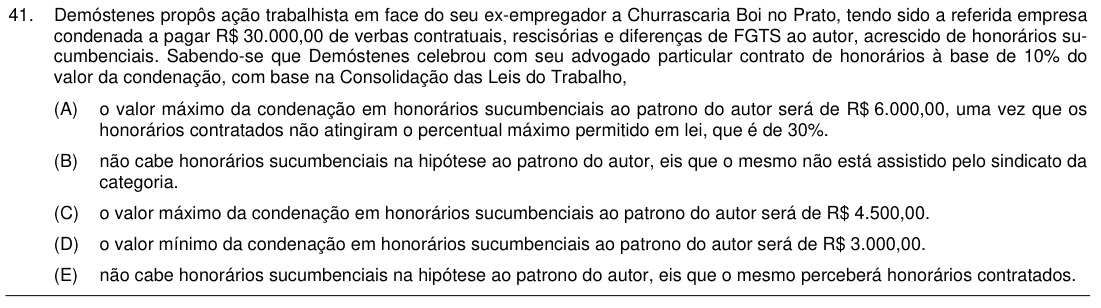 41. Demóstenes propôs ação trabalhista em face do seu ex-empregador a Churrascaria Boi no Prato, tendo sido a referida empresa
condenada a pagar R$ 30.000,00 de verbas contratuais, rescisórias e diferenças de FGTS ao autor, acrescido de honorários su-
cumbenciais. Sabendo-se que Demóstenes celebrou com seu advogado particular contrato de honorários à base de 10% do
valor da condenação, com base na Consolidação das Leis do Trabalho,
(A) o valor máximo da condenação em honorários sucumbenciais ao patrono do autor será de R$ 6.000,00, uma vez que os
honorários contratados não atingiram o percentual máximo permitido em lei, que é de 30%.
(B) não cabe honorários sucumbenciais na hipótese ao patrono do autor, eis que o mesmo não está assistido pelo sindicato da
categoria.
(C) o valor máximo da condenação em honorários sucumbenciais ao patrono do autor será de R$ 4.500,00.
(D) o valor mínimo da condenação em honorários sucumbenciais ao patrono do autor será de R$ 3.000,00.
(E) não cabe honorários sucumbenciais na hipótese ao patrono do autor, eis que o mesmo perceberá honorários contratados.